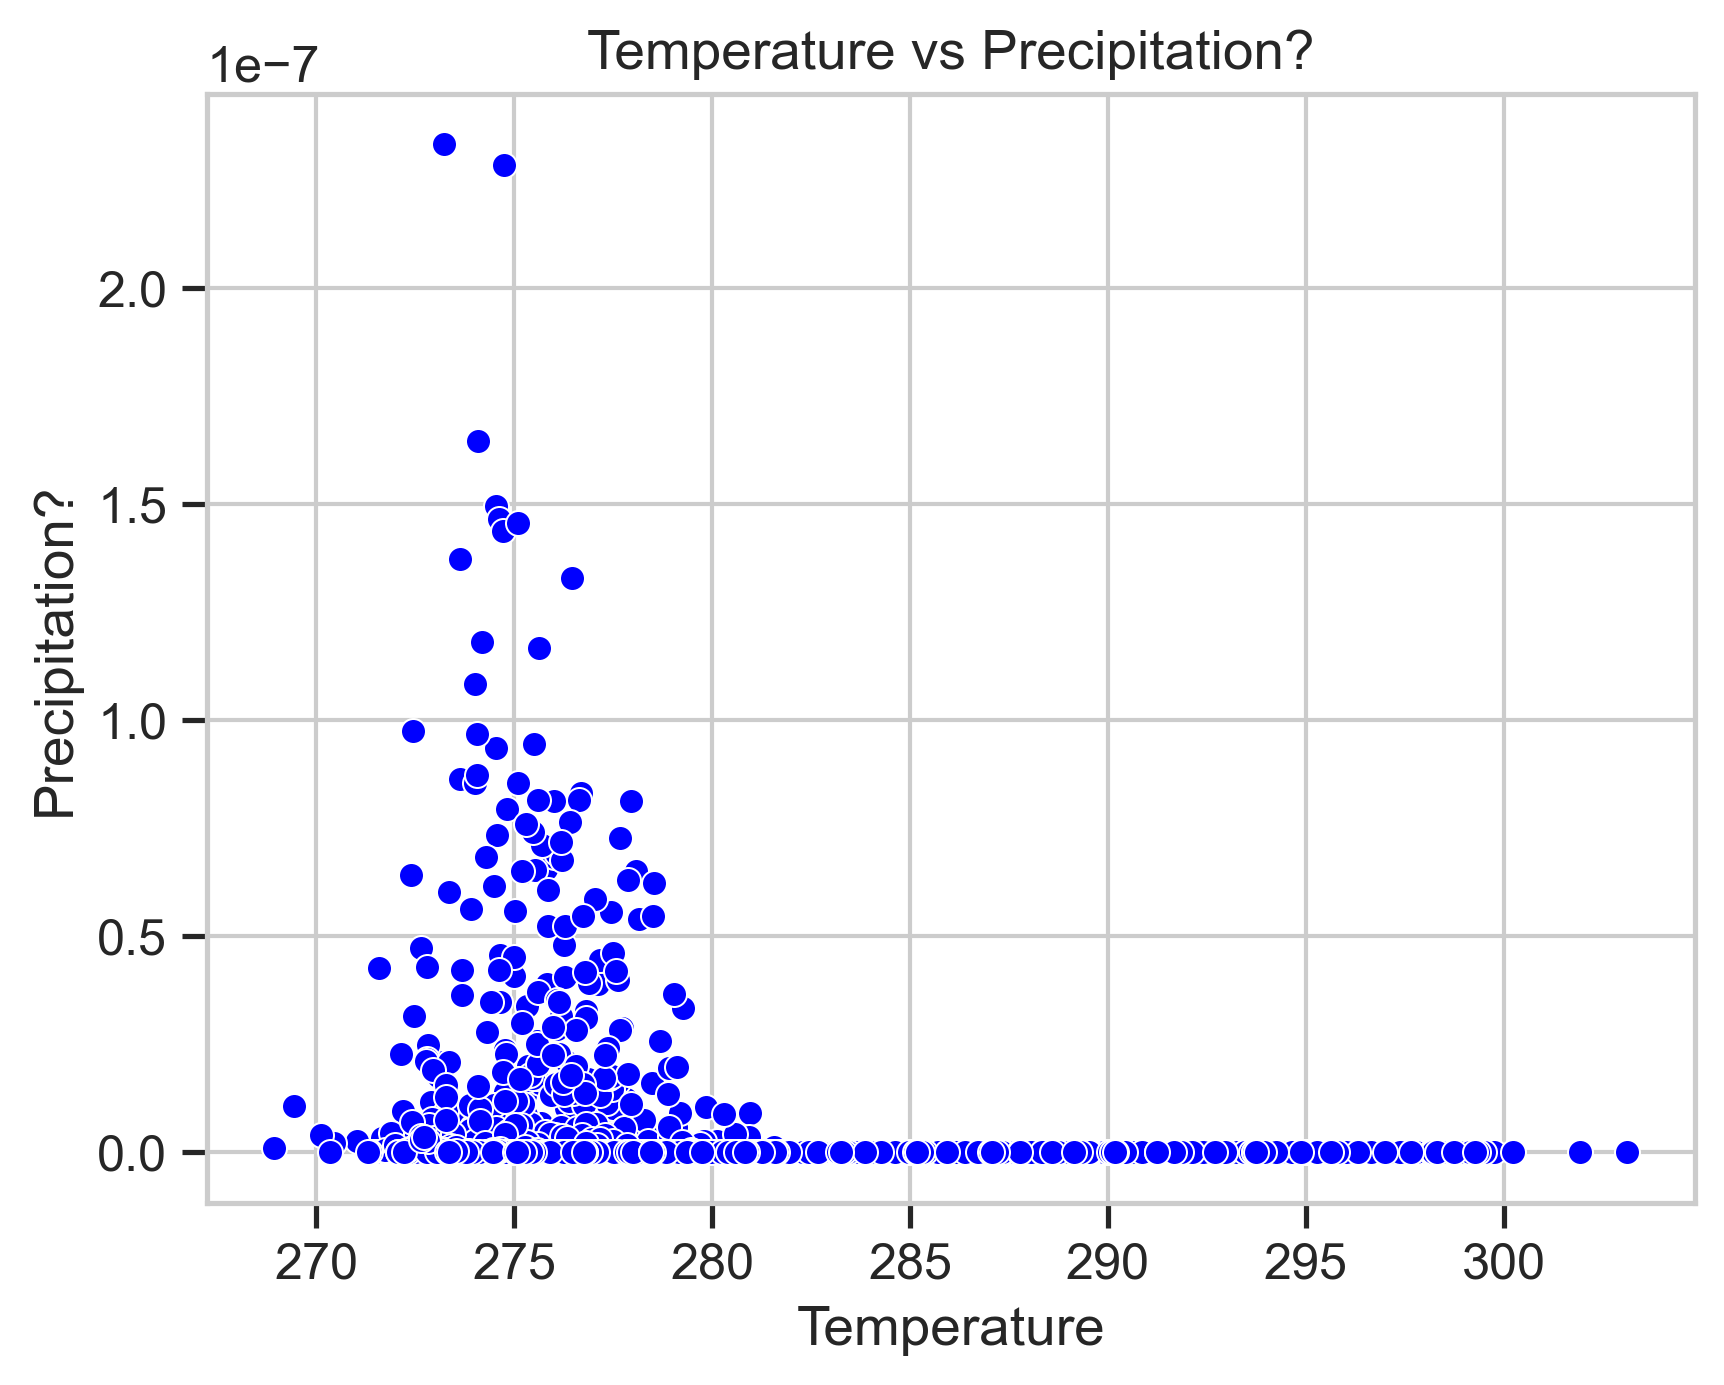 Temperature vs Precipitation?
1e−7
2.0
1.5
1.0
0.5
0.0
Precipitation?
270 275 280 285 290 295 300
Temperature